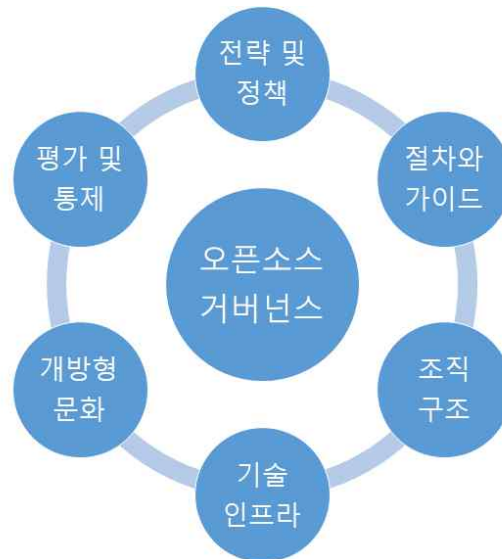 전략 및
정책
절차와
가이드
조직
구조
기술
인프라
개방형
문화
평가 및
통제
오픈소스
거버넌스